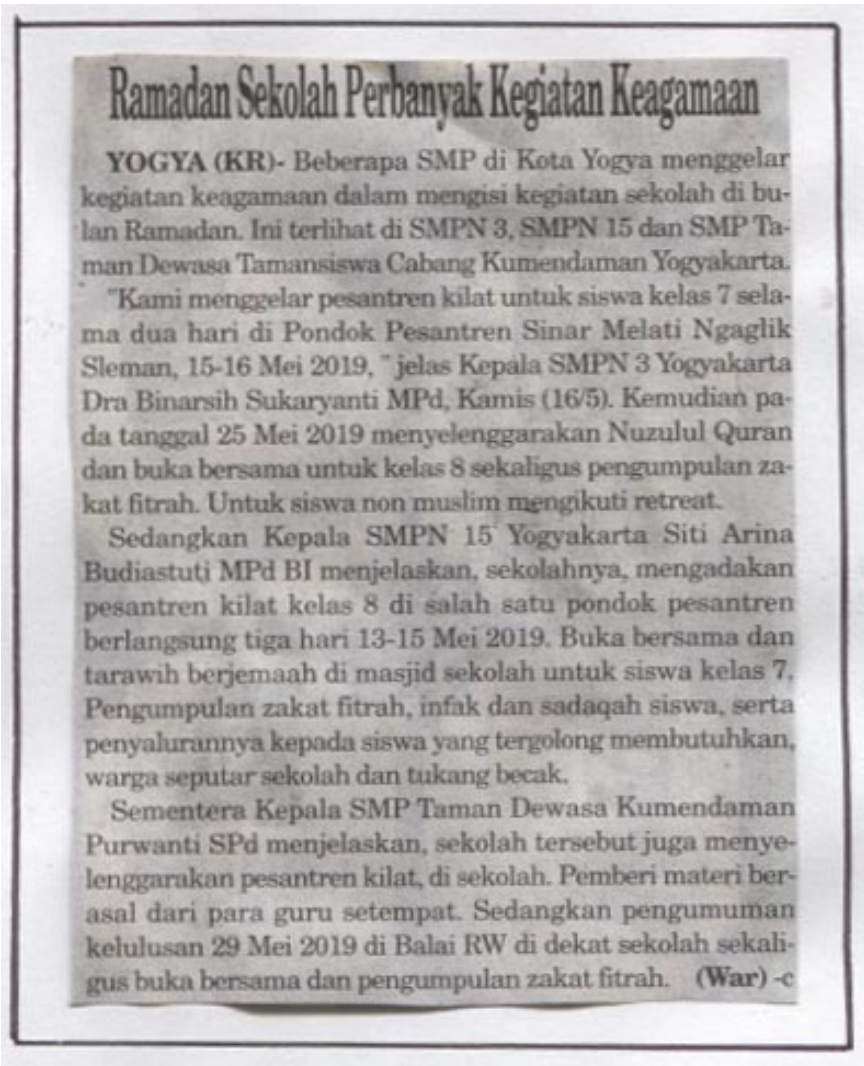 Ramadan Sekolah Perbanyak Kegiatan Keagamaan
YOGYA (KR)- Beberapa SMP di Kota Yogya menggelar
kegiatan keagamaan dalam mengisi kegiatan sekolah di bu-
lan Ramadan. Ini terlihat di SMPN 3, SMPN 15 dan SMP Ta-
man Dewasa Tamansiswa Cabang Kumendaman Yogyakarta.
"Kami menggelar pesantren kilat untuk siswa kelas 7 sela-
ma dua hari di Pondok Pesantren Sinar Melati Ngaglik
Sleman, 15-16 Mei 2019, " jelas Kepala SMPN 3 Yogyakarta
Dra Binarsih Sukaryanti MPd, Kamis (16/5). Kemudian pa-
da tanggal 25 Mei 2019 menyelenggarakan Nuzulul Quran
dan buka bersama untuk kelas 8 sekaligus pengumpulan za-
kat fitrah. Untuk siswa non muslim mengikuti retreat.
Sedangkan Kepala SMPN 15 Yogyakarta Siti Arina
Budiastuti MPd BI menjelaskan, sekolahnya, mengadakan
pesantren kilat kelas 8 di salah satu pondok pesantren
berlangsung tiga hari 13-15 Mei 2019. Buka bersama dan
tarawih berjemaah di masjid sekolah untuk siswa kelas 7.
Pengumpulan zakat fitrah, infak dan sadaqah siswa, serta
penyalurannya kepada siswa yang tergolong membutuhkan,
warga seputar sekolah dan tukang becak.
Sementera Kepala SMP Taman Dewasa Kumendaman
Purwanti SPd menjelaskan, sekolah tersebut juga menye-
lenggarakan pesantren kilat, di sekolah. Pemberi materi ber-
asal dari para guru setempat. Sedangkan pengumuman
kelulusan 29 Mei 2019 di Balai RW di dekat sekolah sekali-
gus buka bersama dan pengumpulan zakat fitrah. (War) -c